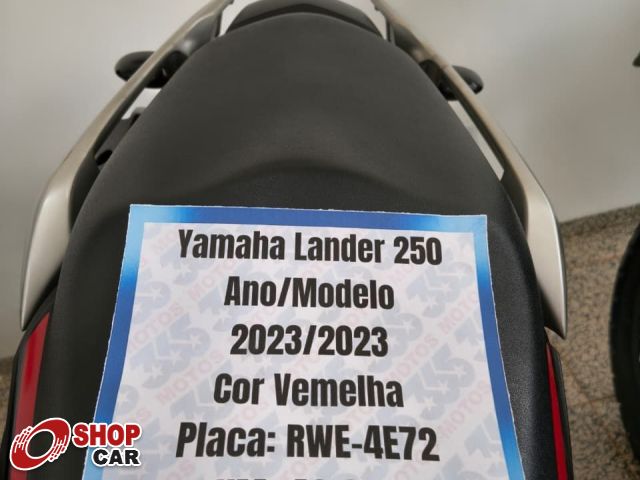 Yamaha Lander 250
Ano/Modelo
2023/2023
Cor Vemelha
Placa: RWE-4E72
SHOP
CAR